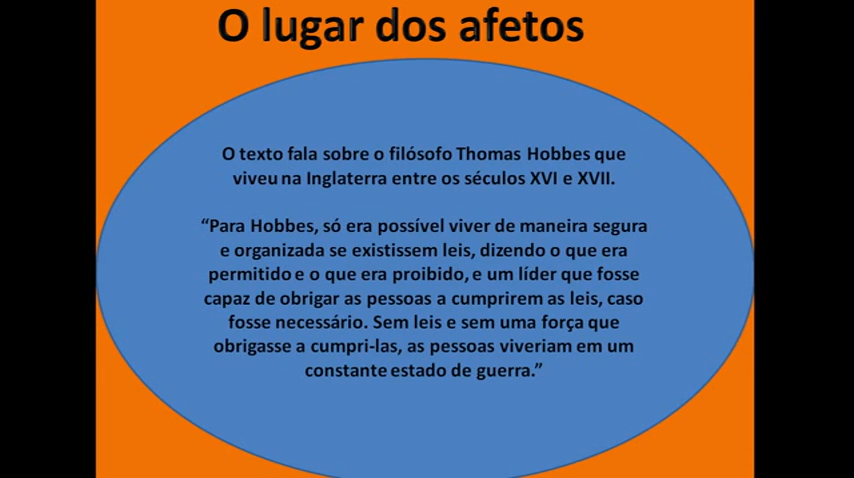 O lugar dos afetos
O texto fala sobre o filósofo Thomas Hobbes que
viveu na Inglaterra entre os séculos XVI e XVII.
“Para Hobbes, só era possível viver de maneira segura
e organizada se existissem leis, dizendo o que era
permitido e o que era proibido, e um líder que fosse
capaz de obrigar as pessoas a cumprirem as leis, caso
fosse necessário. Sem leis e sem uma força que
obrigasse a cumpri-las, as pessoas viveriam em um
constante estado de guerra.”